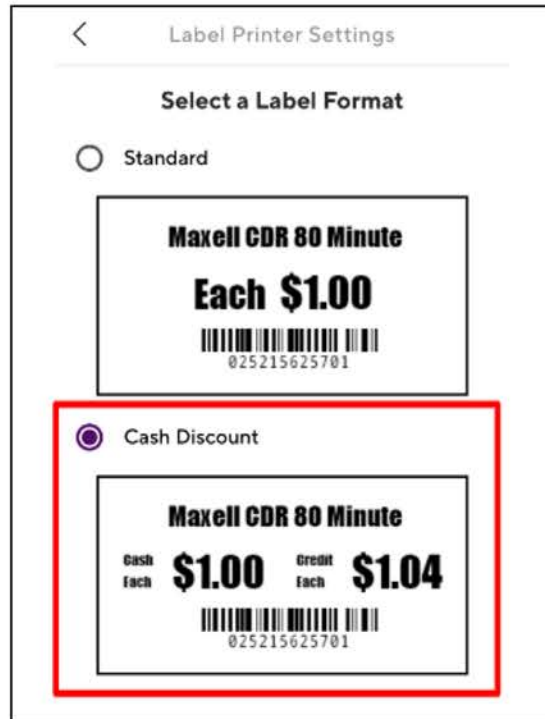 Label Printer Settings
Select a Label Format
Standard
Maxell CDR 80 Minute
Each $1.00
025215625701
Cash Discount
Maxell CDR 80 Minute
Cash Each $1.00 Credit Each $1.04
025215625701